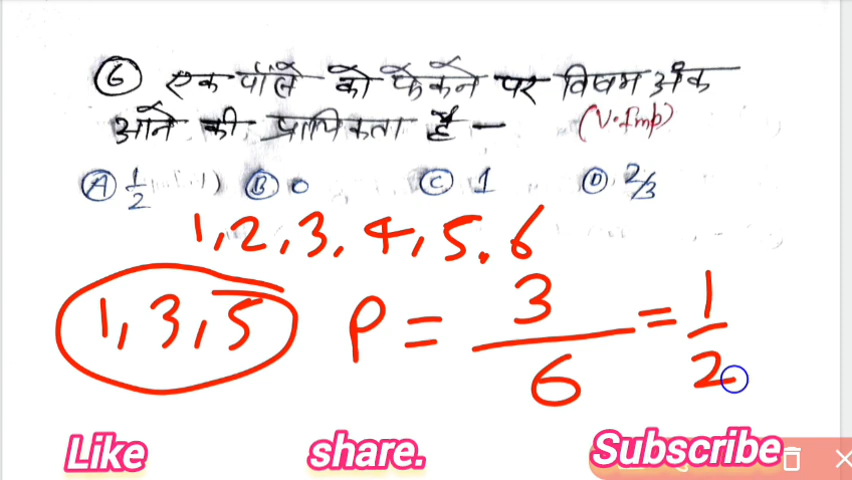 ⑥ एक पाँसे को फेंकने पर विषम अंक
आने की प्रायिकता है – (V.Imp)
Ⓐ 1/2 Ⓑ 0 Ⓒ 1 Ⓓ 2/3
1, 2, 3, 4, 5, 6
1, 3, 5 P = 3/6 = 1/2
Like share. Subscribe